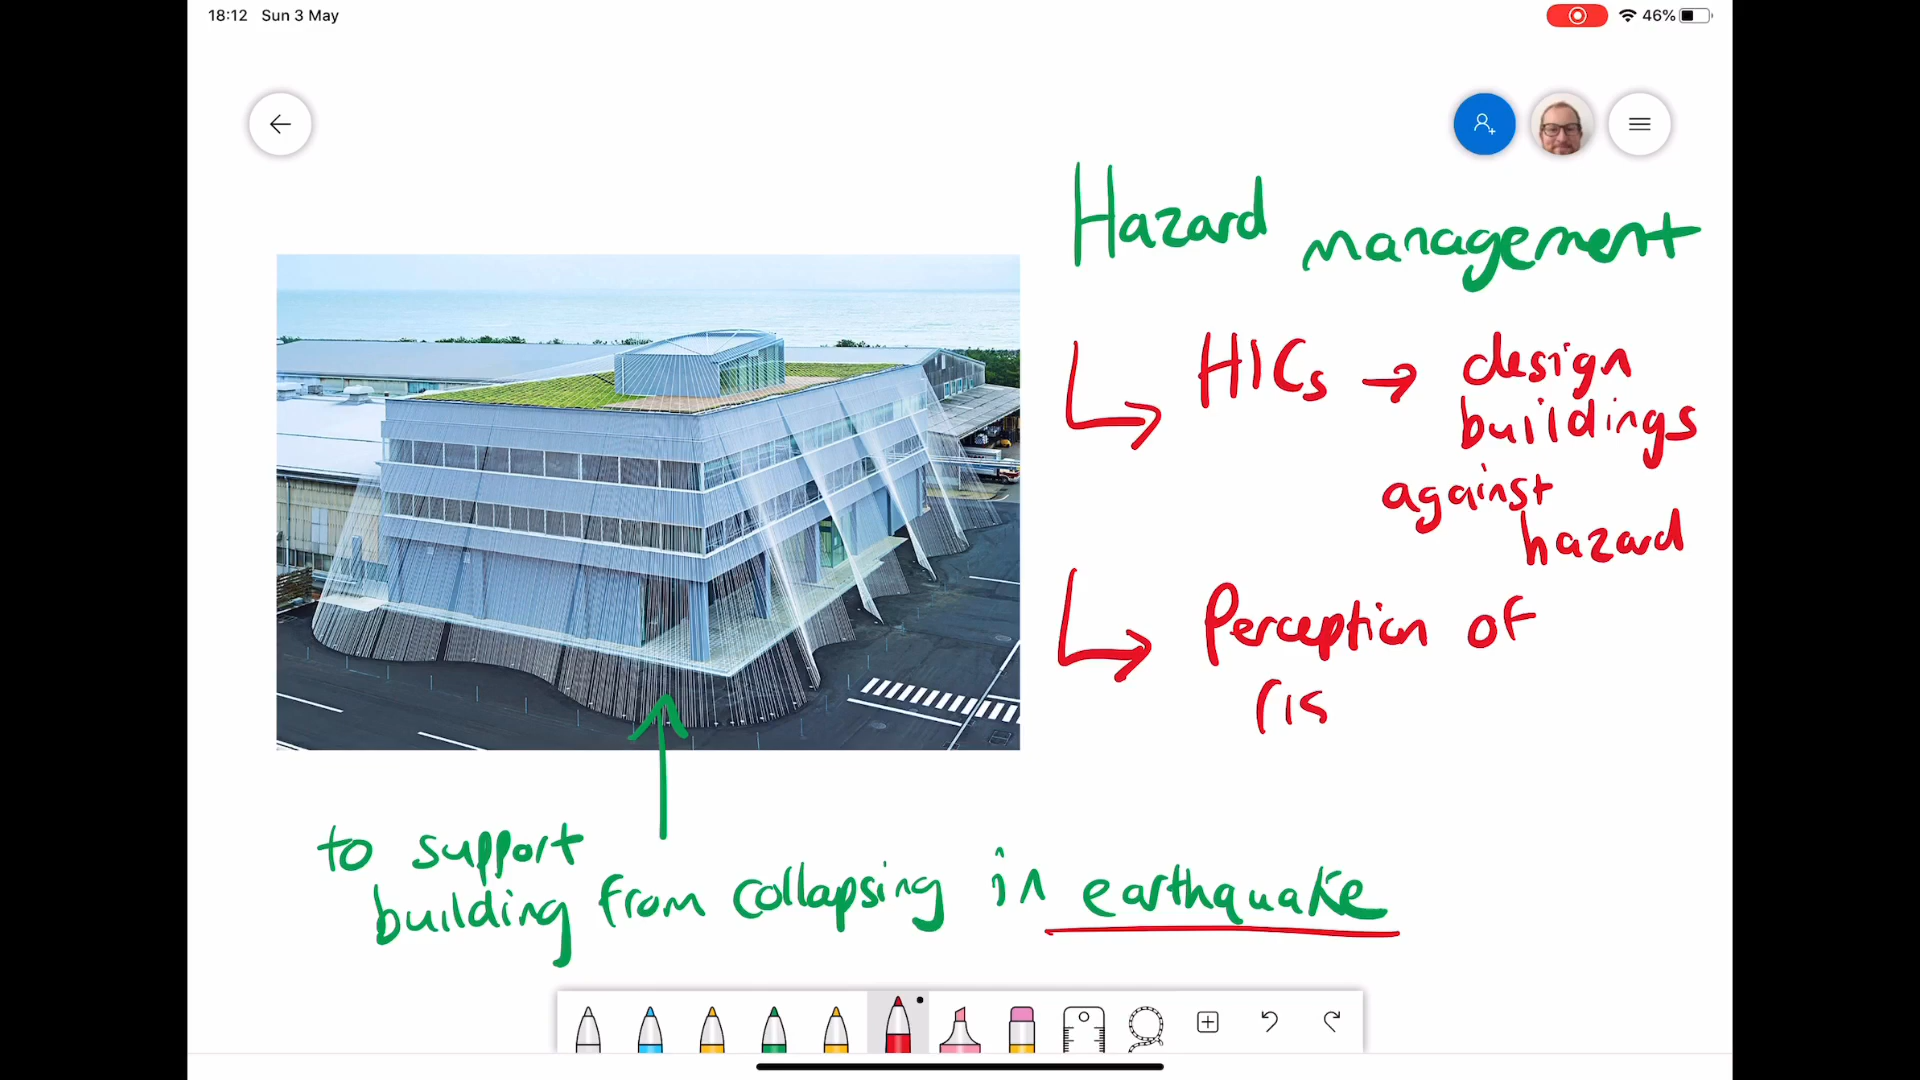 18:12 Sun 3 May
46%
Hazard management
HICs → design
buildings
against
hazard
Perception of
ris
to support
building from collapsing in earthquake